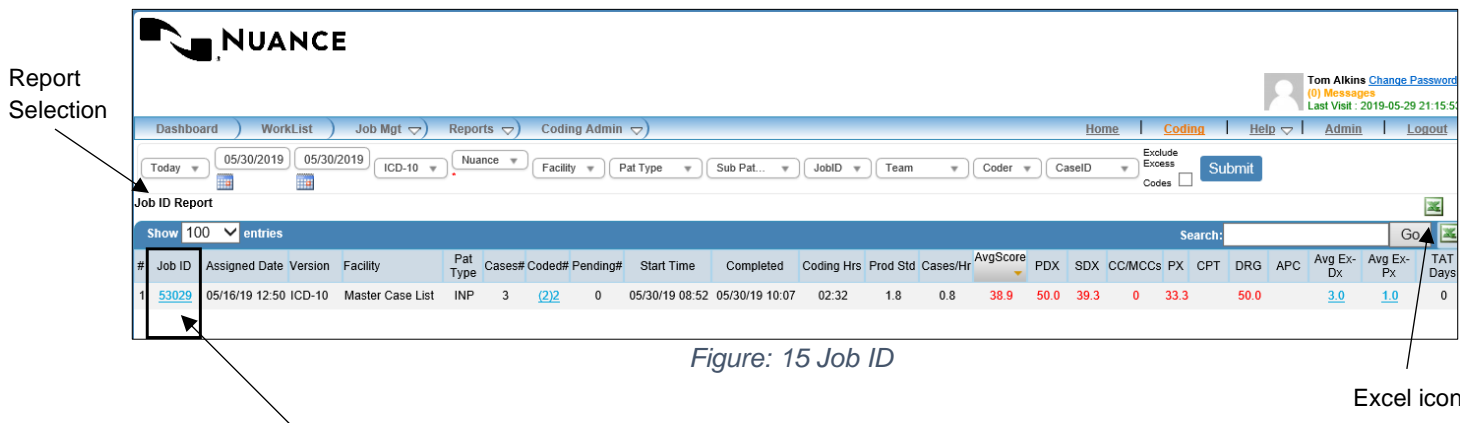 NUANCE
Report
Selection
Tom Alkins Change Password
(0) Messages
Last Visit : 2019-05-29 21:15:53
Dashboard WorkList Job Mgt Reports Coding Admin Home Coding Help Admin Logout
Today 05/30/2019 05/30/2019 ICD-10 Nuance * Facility Pat Type Sub Pat... JobID Team Coder CaseID Exclude Excess Codes Submit
Job ID Report
Show 100 entries Search: Go
# Job ID Assigned Date Version Facility Pat Type Cases# Coded# Pending# Start Time Completed Coding Hrs Prod Std Cases/Hr AvgScore PDX SDX CC/MCCs PX CPT DRG APC Avg Ex-Dx Avg Ex-Px TAT Days
1 53029 05/16/19 12:50 ICD-10 Master Case List INP 3 (2)2 0 05/30/19 08:52 05/30/19 10:07 02:32 1.8 0.8 38.9 50.0 39.3 0 33.3 50.0 3.0 1.0 0
Figure: 15 Job ID
Excel icon